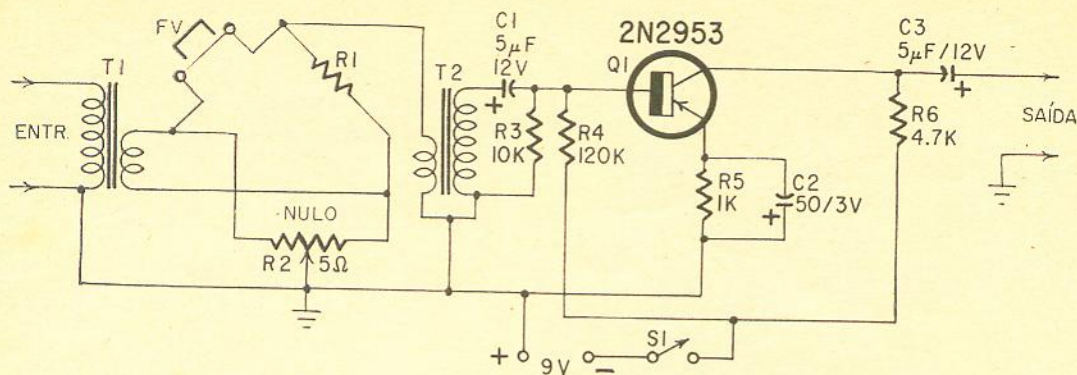 FV
T1
R1
ENTR.
NULO
R2 5Ω
T2
C1
5µF
12V
+
R3
10K
R4
120K
2N2953
Q1
R5
1K
C2
50/3V
+
C3
5µF/12V
+
R6
4.7K
SAÍDA
S1
+ 9V −